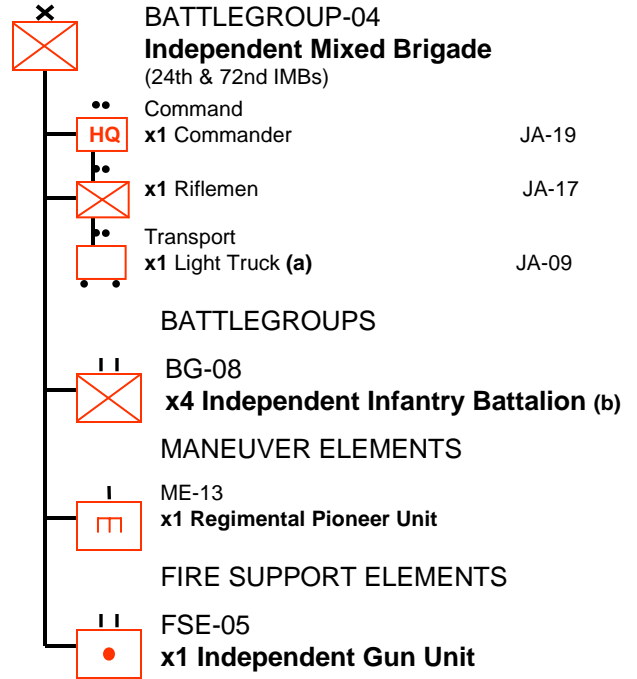 BATTLEGROUP-04
Independent Mixed Brigade
(24th & 72nd IMBs)
Command
HQ x1 Commander JA-19
x1 Riflemen JA-17
Transport
x1 Light Truck (a) JA-09
BATTLEGROUPS
BG-08
x4 Independent Infantry Battalion (b)
MANEUVER ELEMENTS
ME-13
x1 Regimental Pioneer Unit
FIRE SUPPORT ELEMENTS
FSE-05
x1 Independent Gun Unit